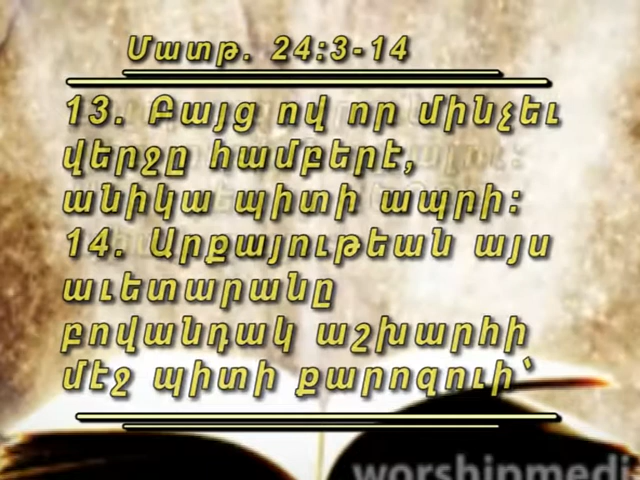 Մատթ. 24:3-14
13. Բայց ով որ մինչեւ
վերջը համբերէ,
անիկա պիտի ապրի:
14. Արքայութեան այս
աւետարանը
բովանդակ աշխարհի
մէջ պիտի քարոզուի՝
worshipmedi